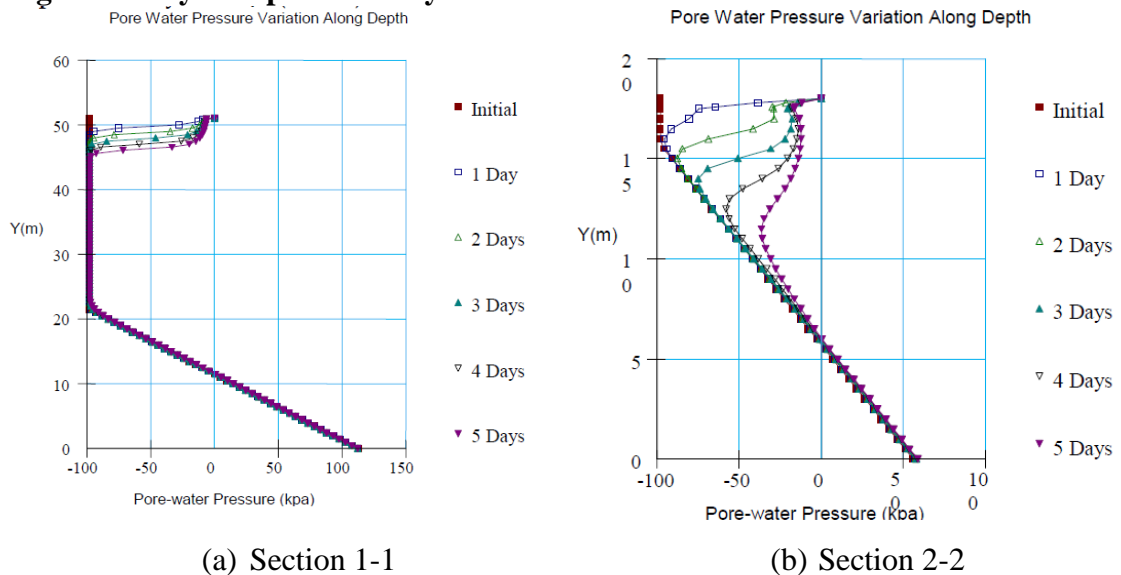 Pore Water Pressure Variation Along Depth
60
50
40
30
20
10
0
Y(m)
-100
-50
0
50
100
150
Pore-water Pressure (kpa)
Initial
1 Day
2 Days
3 Days
4 Days
5 Days
(a) Section 1-1
Pore Water Pressure Variation Along Depth
2
0
1
5
Y(m)
1
0
5
0
-100
-50
0
5
0
10
0
Pore-water Pressure (kpa)
Initial
1 Day
2 Days
3 Days
4 Days
5 Days
(b) Section 2-2